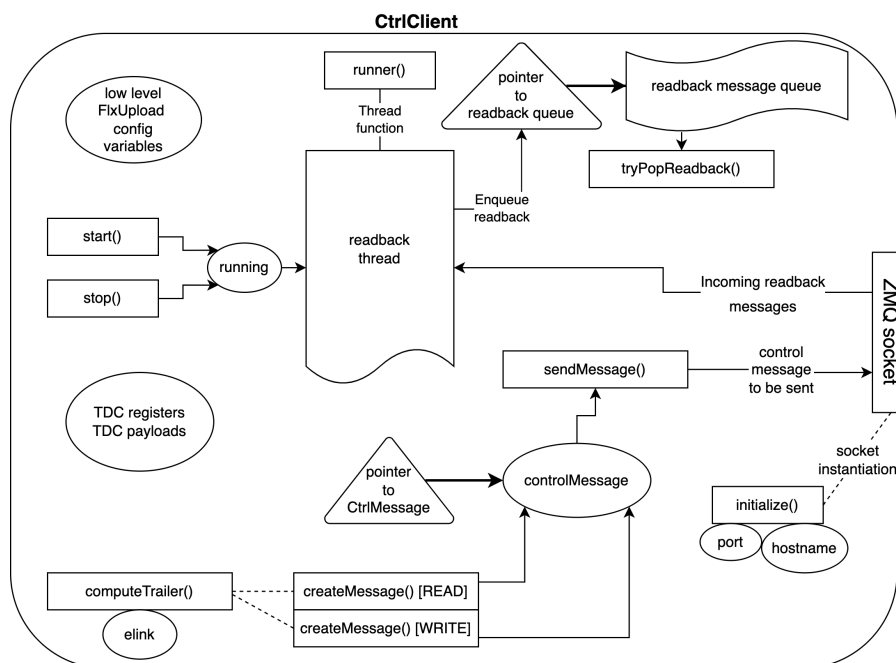 CtrlClient
low level
FlxUpload
config
variables
runner()
Thread
function
pointer
to
readback queue
readback message queue
tryPopReadback()
Enqueue
readback
start()
stop()
running
readback
thread
Incoming readback
messages
ZMQ socket
sendMessage()
control
message
to be sent
TDC registers
TDC payloads
pointer
to
CtrlMessage
controlMessage
socket
instantiation
initialize()
port
hostname
computeTrailer()
elink
createMessage() [READ]
createMessage() [WRITE]